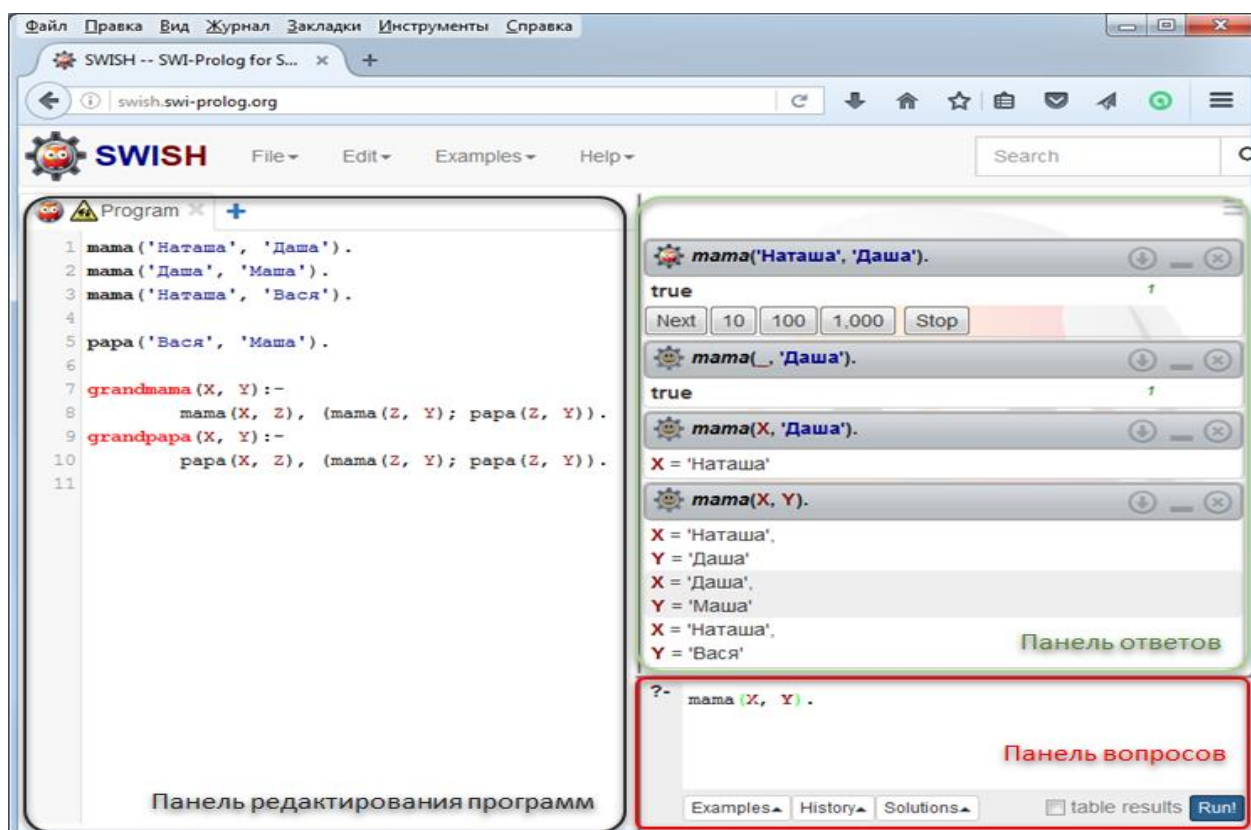 Файл Правка Вид Журнал Закладки Инструменты Справка
SWISH -- SWI-Prolog for S...
swish.swi-prolog.org
SWISH File Edit Examples Help Search
Program
1 mama('Наташа', 'Даша').
2 mama('Даша', 'Маша').
3 mama('Наташа', 'Вася').
4
5 papa('Вася', 'Маша').
6
7 grandmama(X, Y):-
8 mama(X, Z), (mama(Z, Y); papa(Z, Y)).
9 grandpapa(X, Y):-
10 papa(X, Z), (mama(Z, Y); papa(Z, Y)).
11
Панель редактирования программ
mama('Наташа', 'Даша').
true 1
Next 10 100 1,000 Stop
mama(_, 'Даша').
true 1
mama(X, 'Даша').
X = 'Наташа'
mama(X, Y).
X = 'Наташа',
Y = 'Даша'
X = 'Даша',
Y = 'Маша'
X = 'Наташа',
Y = 'Вася'
Панель ответов
?- mama(X, Y).
Панель вопросов
Examples History Solutions table results Run!